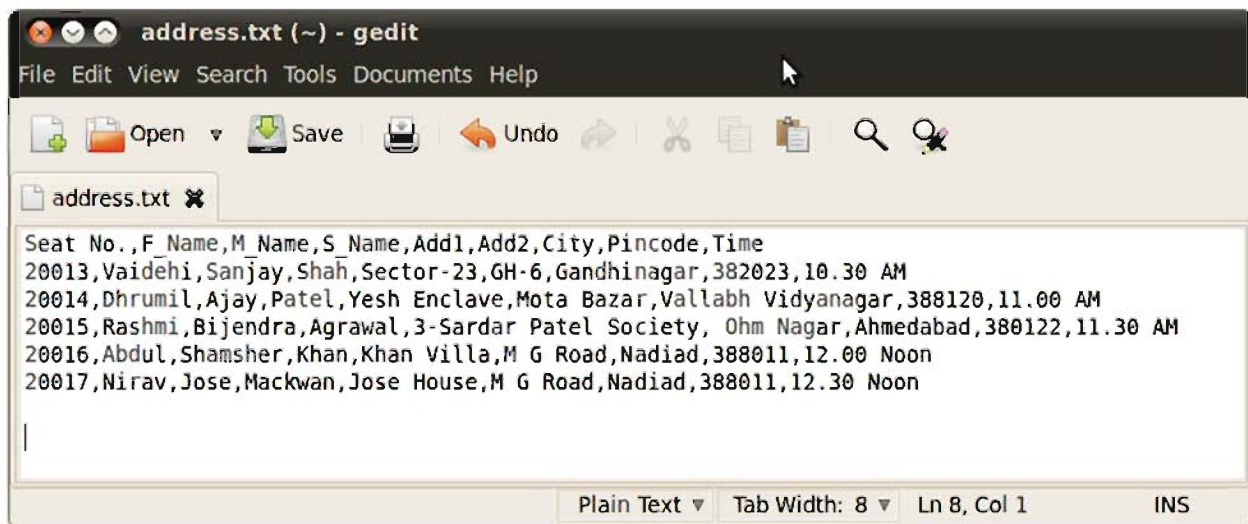 address.txt (~) - gedit
File Edit View Search Tools Documents Help
Open Save Undo
address.txt
Seat No.,F_Name,M_Name,S_Name,Add1,Add2,City,Pincode,Time
20013,Vaidehi,Sanjay,Shah,Sector-23,GH-6,Gandhinagar,382023,10.30 AM
20014,Dhrumil,Ajay,Patel,Yesh Enclave,Mota Bazar,Vallabh Vidyanagar,388120,11.00 AM
20015,Rashmi,Bijendra,Agrawal,3-Sardar Patel Society, Ohm Nagar,Ahmedabad,380122,11.30 AM
20016,Abdul,Shamsher,Khan,Khan Villa,M G Road,Nadiad,388011,12.00 Noon
20017,Nirav,Jose,Mackwan,Jose House,M G Road,Nadiad,388011,12.30 Noon
Plain Text Tab Width: 8 Ln 8, Col 1 INS